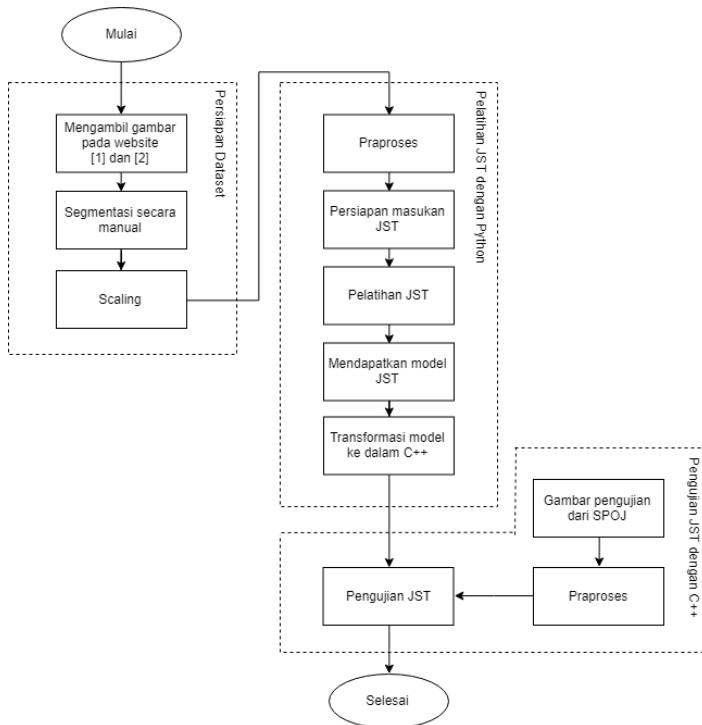 Mulai
Mengambil gambar
pada website
[1] dan [2]
Segmentasi secara
manual
Scaling
Persiapan Dataset
Praproses
Persiapan masukan
JST
Pelatihan JST
Mendapatkan model
JST
Transformasi model
ke dalam C++
Pelatihan JST dengan Python
Gambar pengujian
dari SPOJ
Praproses
Pengujian JST
Pengujian JST dengan C++
Selesai